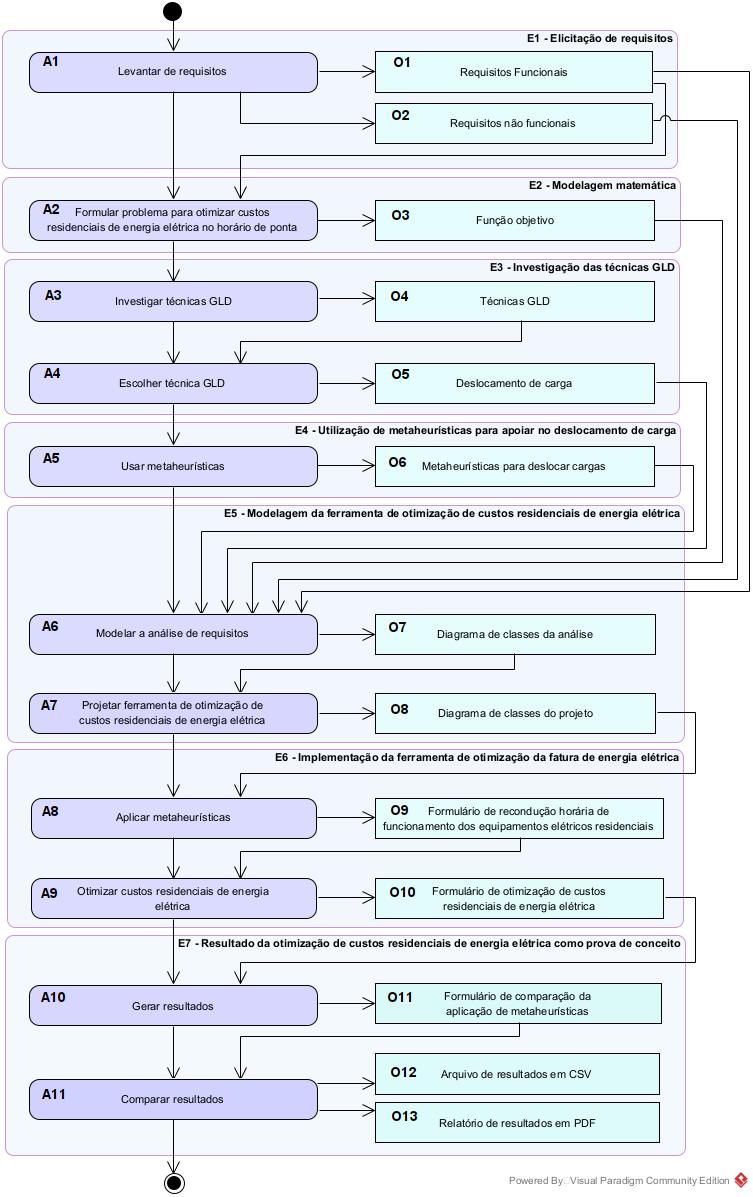 E1 - Elicitação de requisitos
A1
Levantar de requisitos
O1
Requisitos Funcionais
O2
Requisitos não funcionais
E2 - Modelagem matemática
A2
Formular problema para otimizar custos
residenciais de energia elétrica no horário de ponta
O3
Função objetivo
E3 - Investigação das técnicas GLD
A3
Investigar técnicas GLD
O4
Técnicas GLD
A4
Escolher técnica GLD
O5
Deslocamento de carga
E4 - Utilização de metaheurísticas para apoiar no deslocamento de carga
A5
Usar metaheurísticas
O6
Metaheurísticas para deslocar cargas
E5 - Modelagem da ferramenta de otimização de custos residenciais de energia elétrica
A6
Modelar a análise de requisitos
O7
Diagrama de classes da análise
A7
Projetar ferramenta de otimização de
custos residenciais de energia elétrica
O8
Diagrama de classes do projeto
E6 - Implementação da ferramenta de otimização da fatura de energia elétrica
A8
Aplicar metaheurísticas
O9
Formulário de recondução horária de
funcionamento dos equipamentos elétricos residenciais
A9
Otimizar custos residenciais de energia
elétrica
O10
Formulário de otimização de custos
residenciais de energia elétrica
E7 - Resultado da otimização de custos residenciais de energia elétrica como prova de conceito
A10
Gerar resultados
O11
Formulário de comparação da
aplicação de metaheurísticas
A11
Comparar resultados
O12
Arquivo de resultados em CSV
O13
Relatório de resultados em PDF
Powered By Visual Paradigm Community Edition